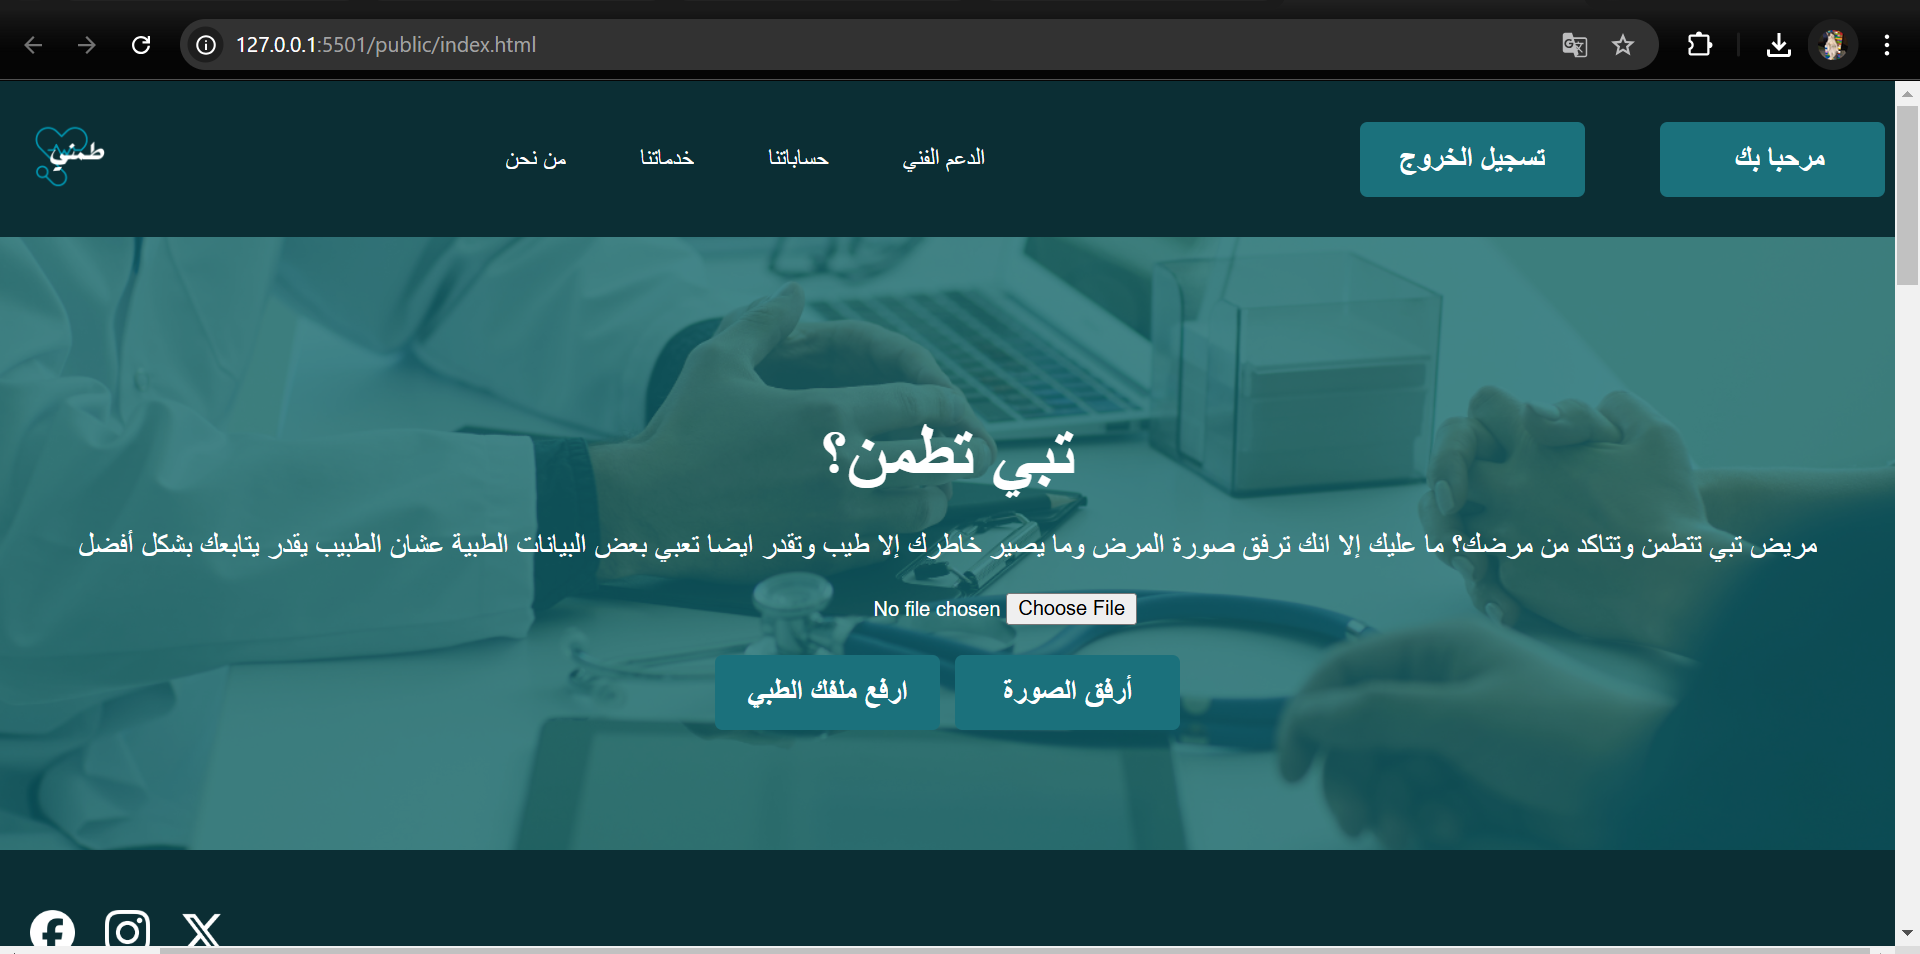 127.0.0.1:5501/public/index.html
طمني
مرحبا بك
تسجيل الخروج
الدعم الفني
حساباتنا
خدماتنا
من نحن
تبي تطمن؟
مريض تبي تتطمن وتتاكد من مرضك؟ ما عليك إلا انك ترفق صورة المرض وما يصير خاطرك إلا طيب وتقدر ايضا تعبي بعض البيانات الطبية عشان الطبيب يقدر يتابعك بشكل أفضل
Choose File No file chosen
أرفق الصورة
ارفع ملفك الطبي